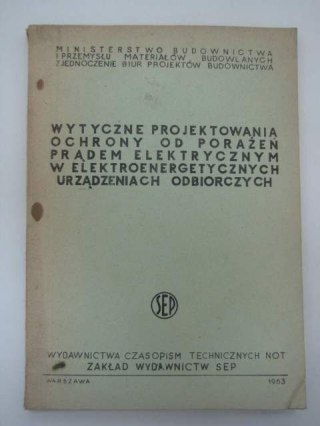 MINISTERSTWO BUDOWNICTWA
I PRZEMYSŁU MATERIAŁÓW BUDOWLANYCH
ZJEDNOCZENIE BIUR PROJEKTÓW BUDOWNICTWA
WYTYCZNE PROJEKTOWANIA
OCHRONY OD PORAŻEŃ
PRĄDEM ELEKTRYCZNYM
W ELEKTROENERGETYCZNYCH
URZĄDZENIACH ODBIORCZYCH
SEP
WYDAWNICTWA CZASOPISM TECHNICZNYCH NOT
ZAKŁAD WYDAWNICTW SEP
WARSZAWA 1963